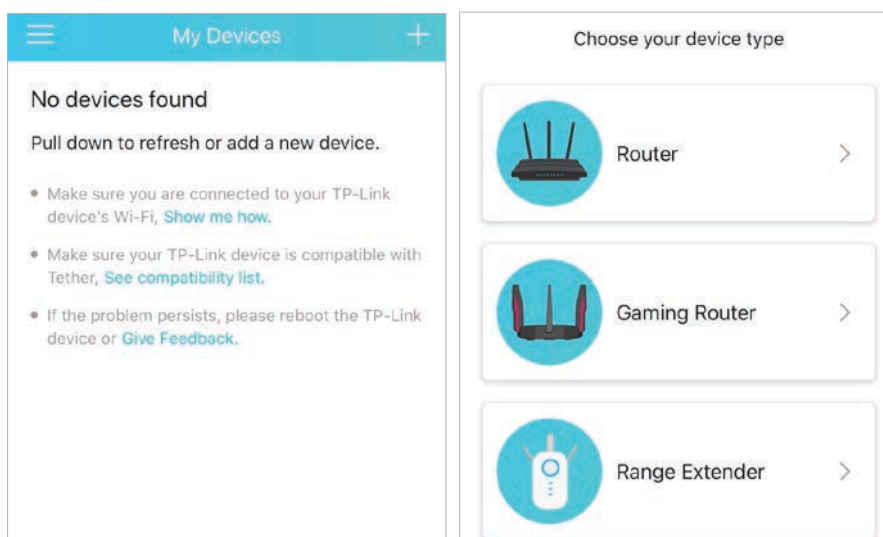 My Devices
No devices found
Pull down to refresh or add a new device.
Make sure you are connected to your TP-Link
device's Wi-Fi, Show me how.
Make sure your TP-Link device is compatible with
Tether, See compatibility list.
If the problem persists, please reboot the TP-Link
device or Give Feedback.
Choose your device type
Router
Gaming Router
Range Extender